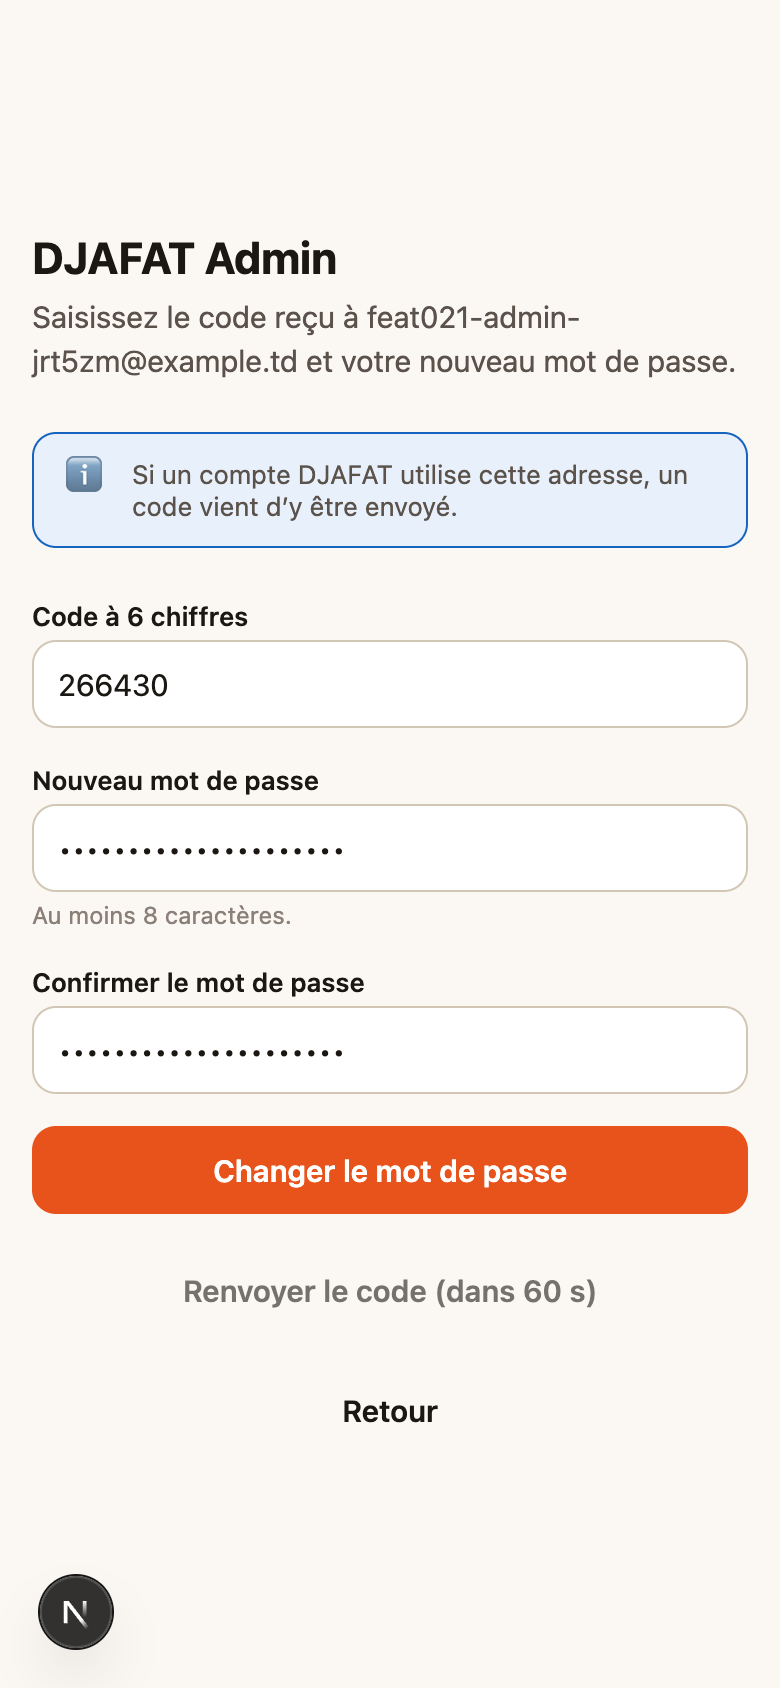 DJAFAT Admin
Saisissez le code reçu à feat021-admin-
jrt5zm@example.td et votre nouveau mot de passe.
Si un compte DJAFAT utilise cette adresse, un
code vient d’y être envoyé.
Code à 6 chiffres
266430
Nouveau mot de passe
•••••••••••••••••••••
Au moins 8 caractères.
Confirmer le mot de passe
•••••••••••••••••••••
Changer le mot de passe
Renvoyer le code (dans 60 s)
Retour
N